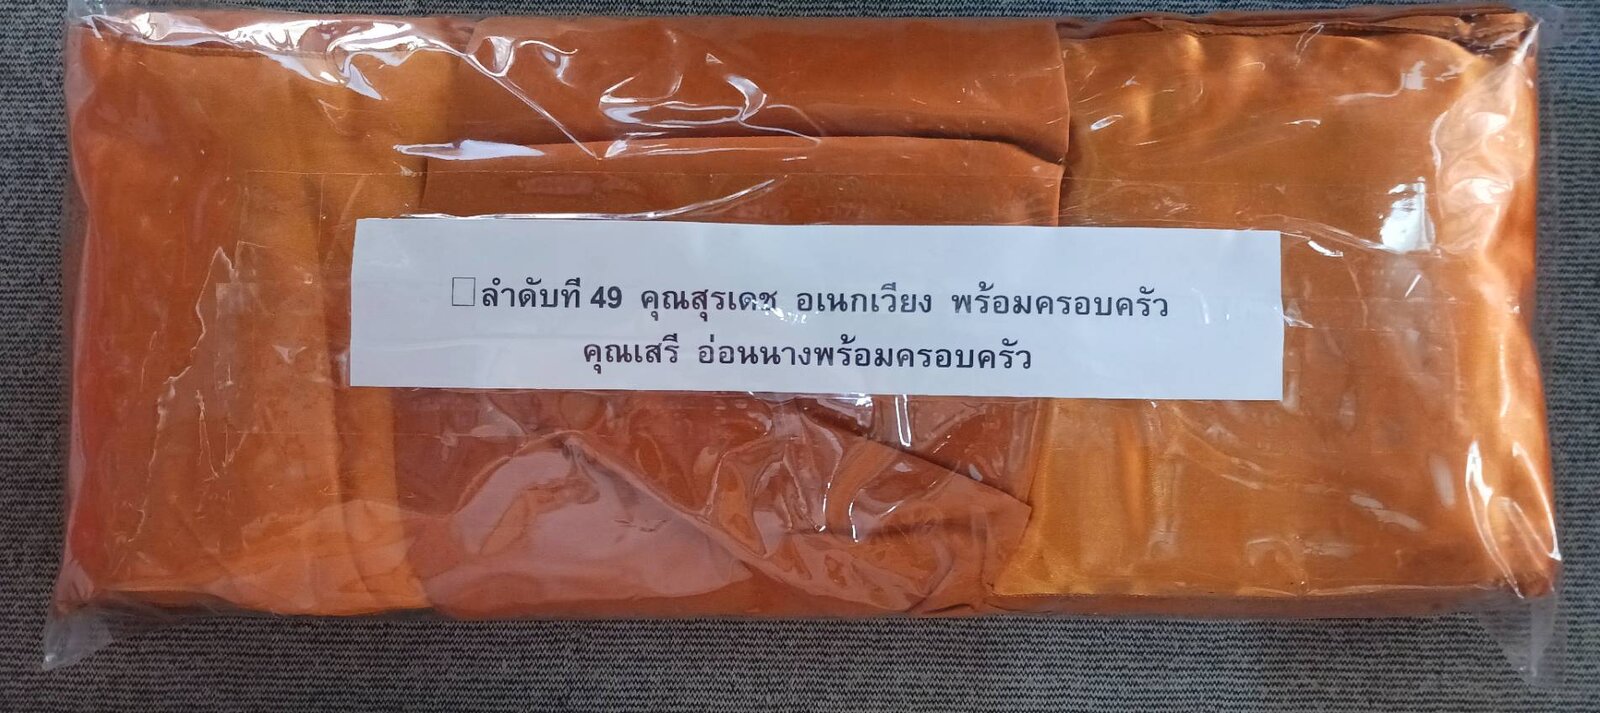 ☐ลำดับที่ 49 คุณสุรเดช อเนกเวียง พร้อมครอบครัว
คุณเสรี อ่อนนางพร้อมครอบครัว